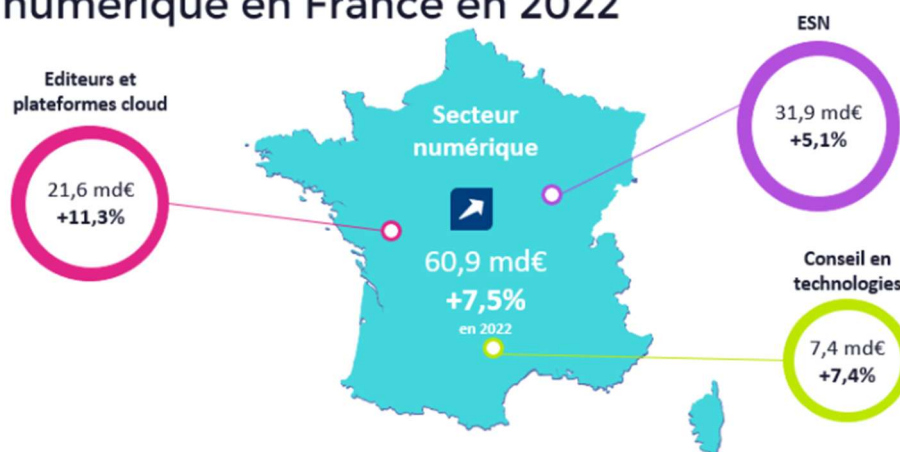 numérique en France en 2022
ESN
31,9 md€
+5,1%
Editeurs et
plateformes cloud
21,6 md€
+11,3%
Secteur
numérique
60,9 md€
+7,5%
en 2022
Conseil en
technologies
7,4 md€
+7,4%